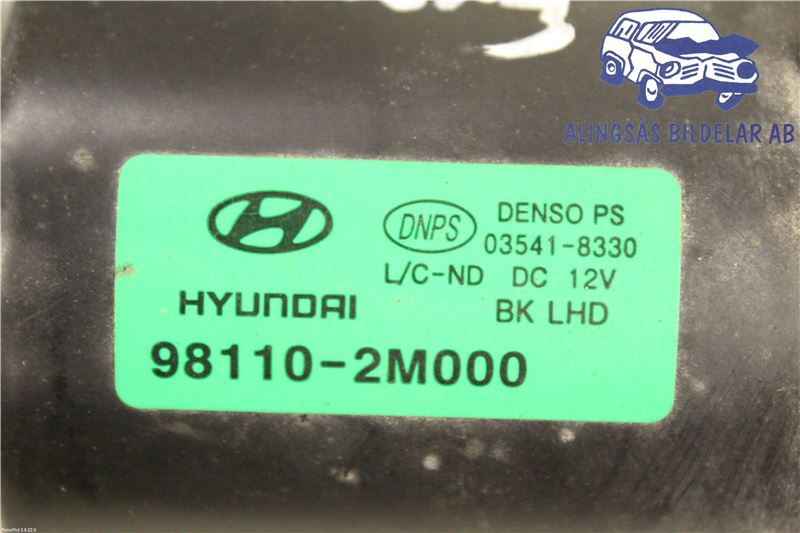 ALINGSÅS BILDELAR AB
DNPS
DENSO PS
03541-8330
L/C-ND DC 12V
HYUNDAI
BK LHD
98110-2M000